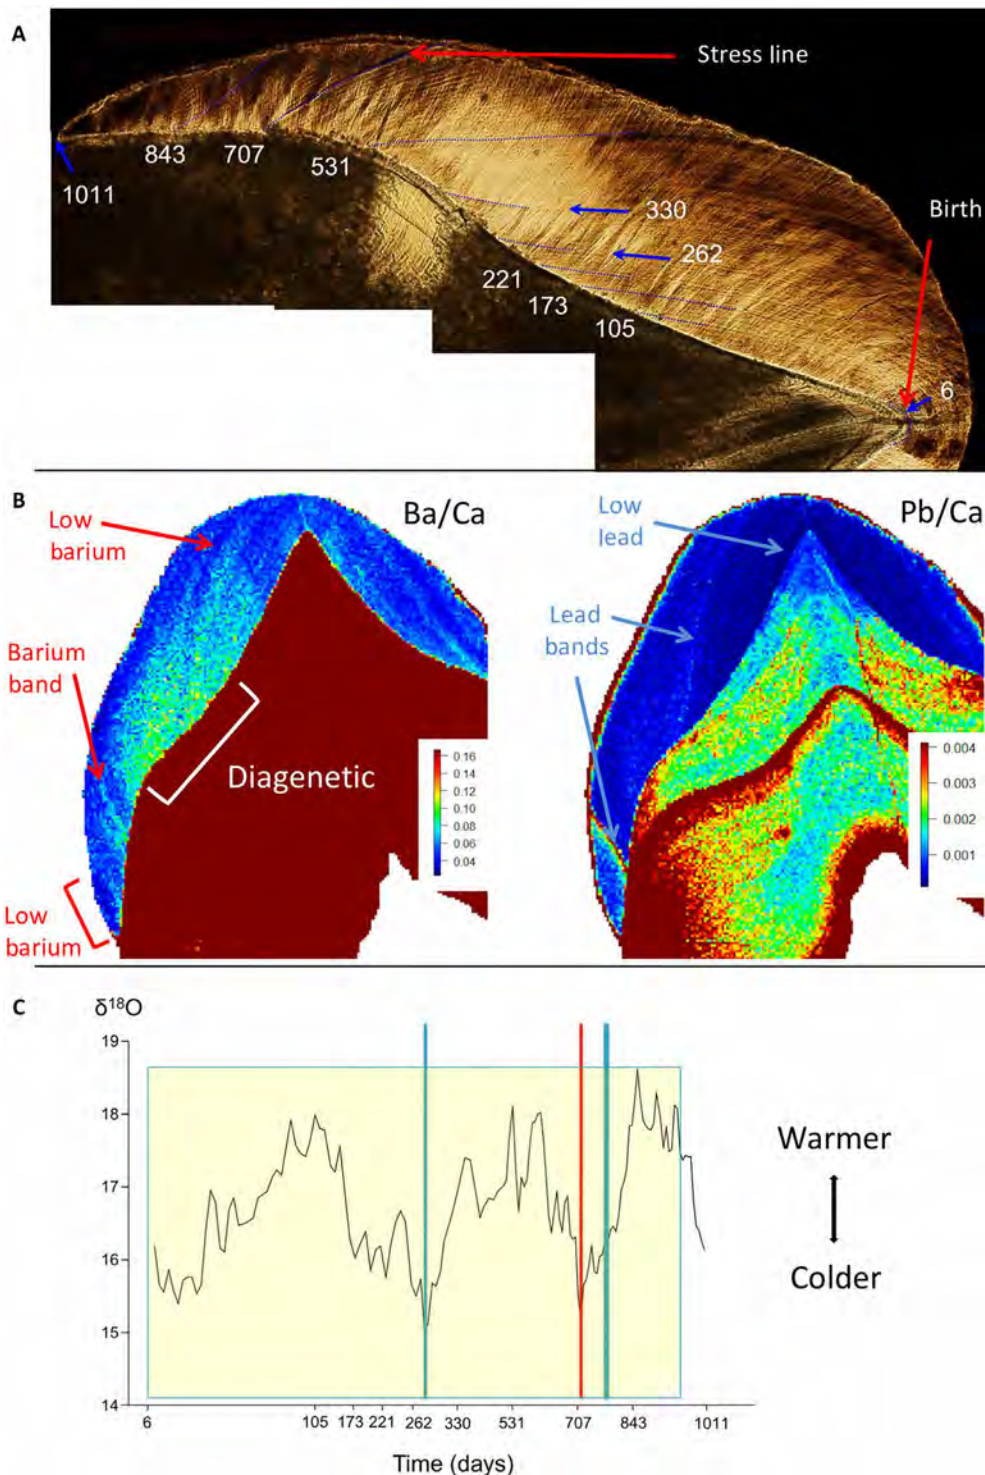 A
Stress line
843 707
531
1011
330
Birth
262
221
173
105
6
B
Low
barium
Ba/Ca
Barium
band
Diagenetic
0.16
0.14
0.12
0.10
0.08
0.06
0.04
Low
barium
Pb/Ca
Low
lead
Lead
bands
0.004
0.003
0.002
0.001
C
δ¹⁸O
19
18
17
16
15
14
6 105 173 221 262 330 531 707 843 1011
Time (days)
Warmer
Colder